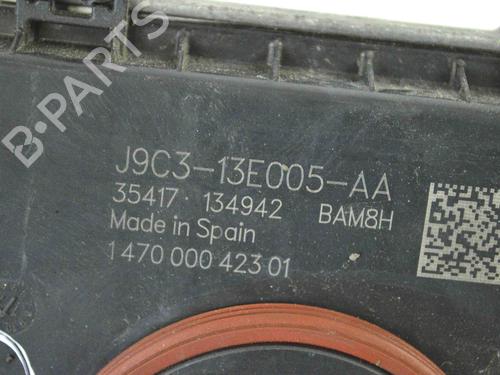 B-PARTS
J9C3-13E005-AA
35417 · 134942 BAM8H
Made in Spain
1 470 000 423 01